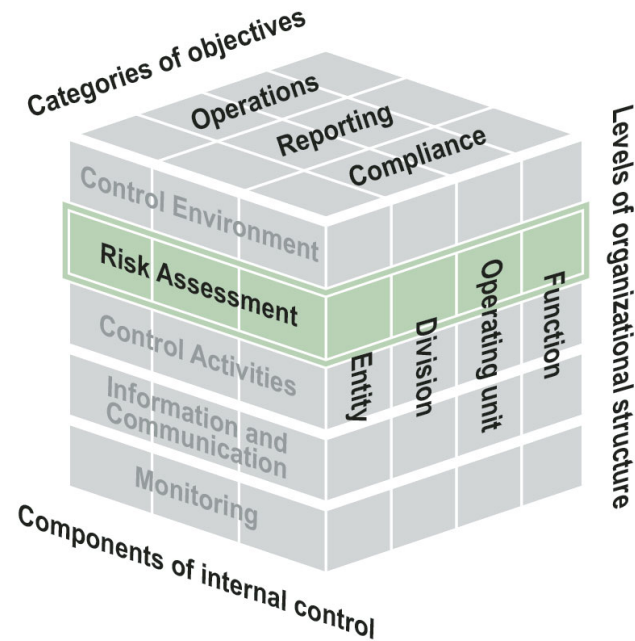 Categories of objectives
Operations
Reporting
Compliance
Levels of organizational structure
Control Environment
Risk Assessment
Control Activities
Information and
Communication
Monitoring
Entity
Division
Operating unit
Function
Components of internal control